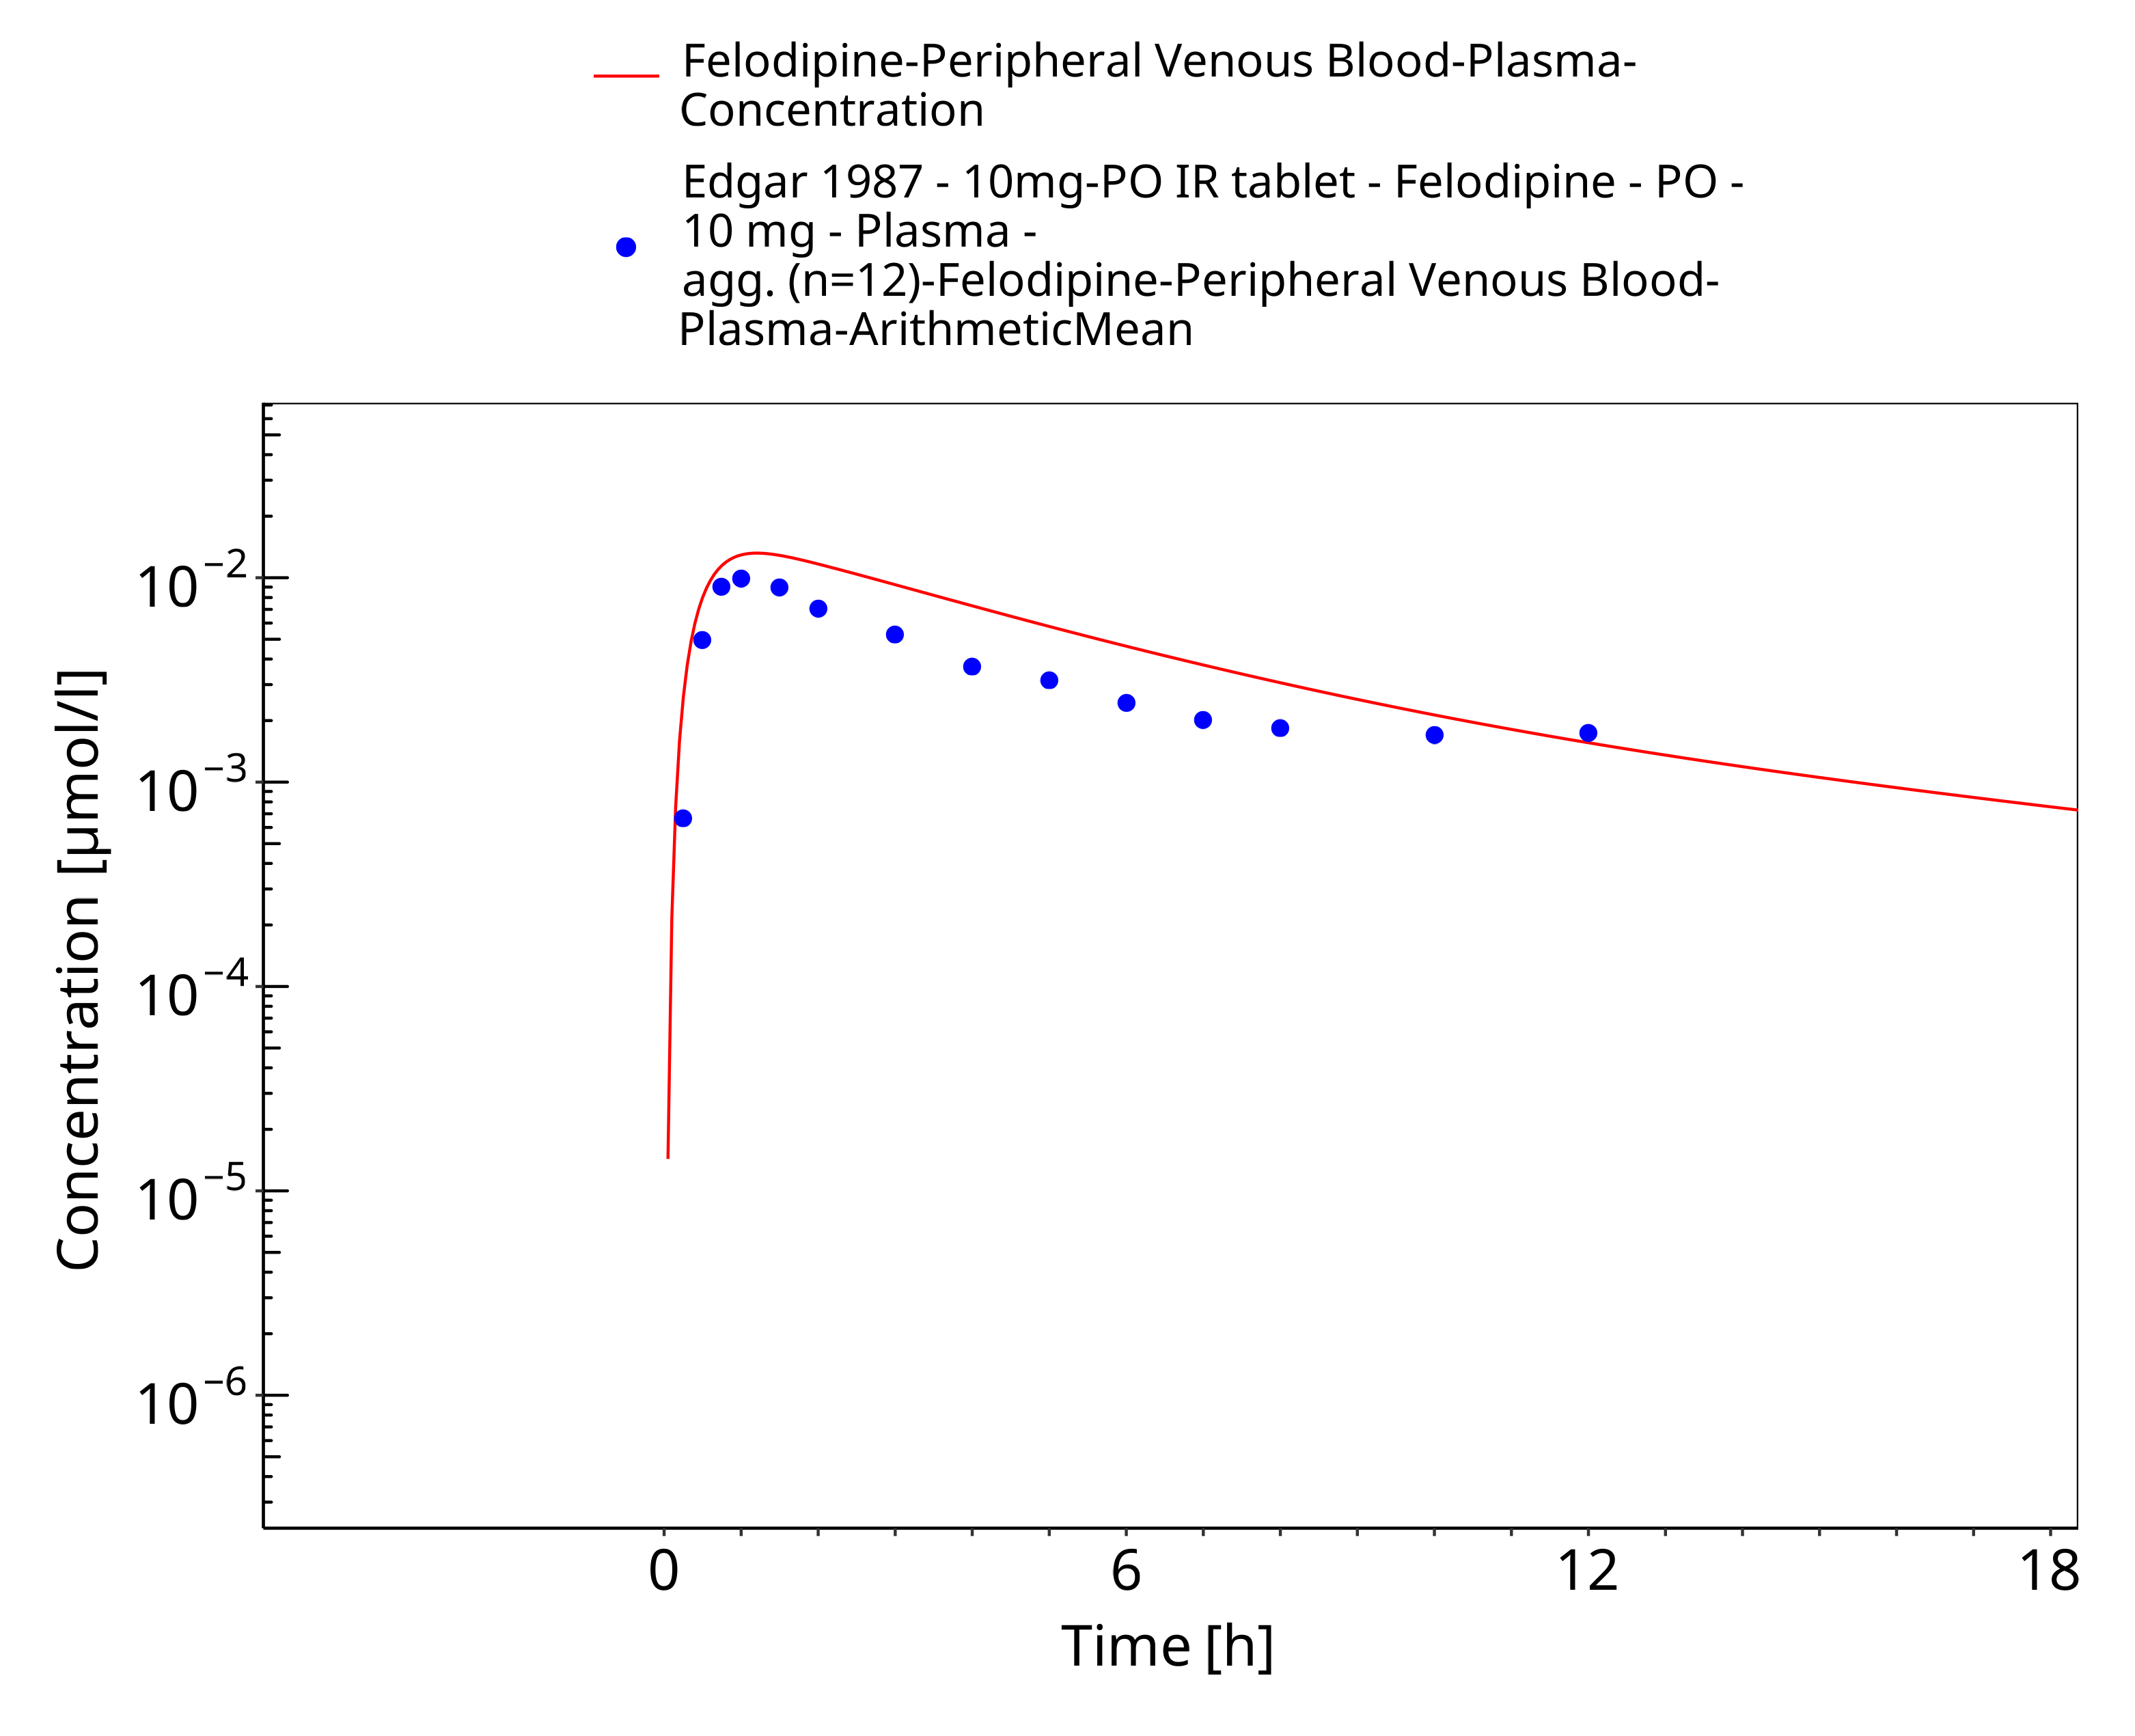 Felodipine-Peripheral Venous Blood-Plasma-
Concentration
Edgar 1987 - 10mg-PO IR tablet - Felodipine - PO -
10 mg - Plasma -
agg. (n=12)-Felodipine-Peripheral Venous Blood-
Plasma-ArithmeticMean
Concentration [µmol/l]
10−2
10−3
10−4
10−5
10−6
0 6 12 18
Time [h]